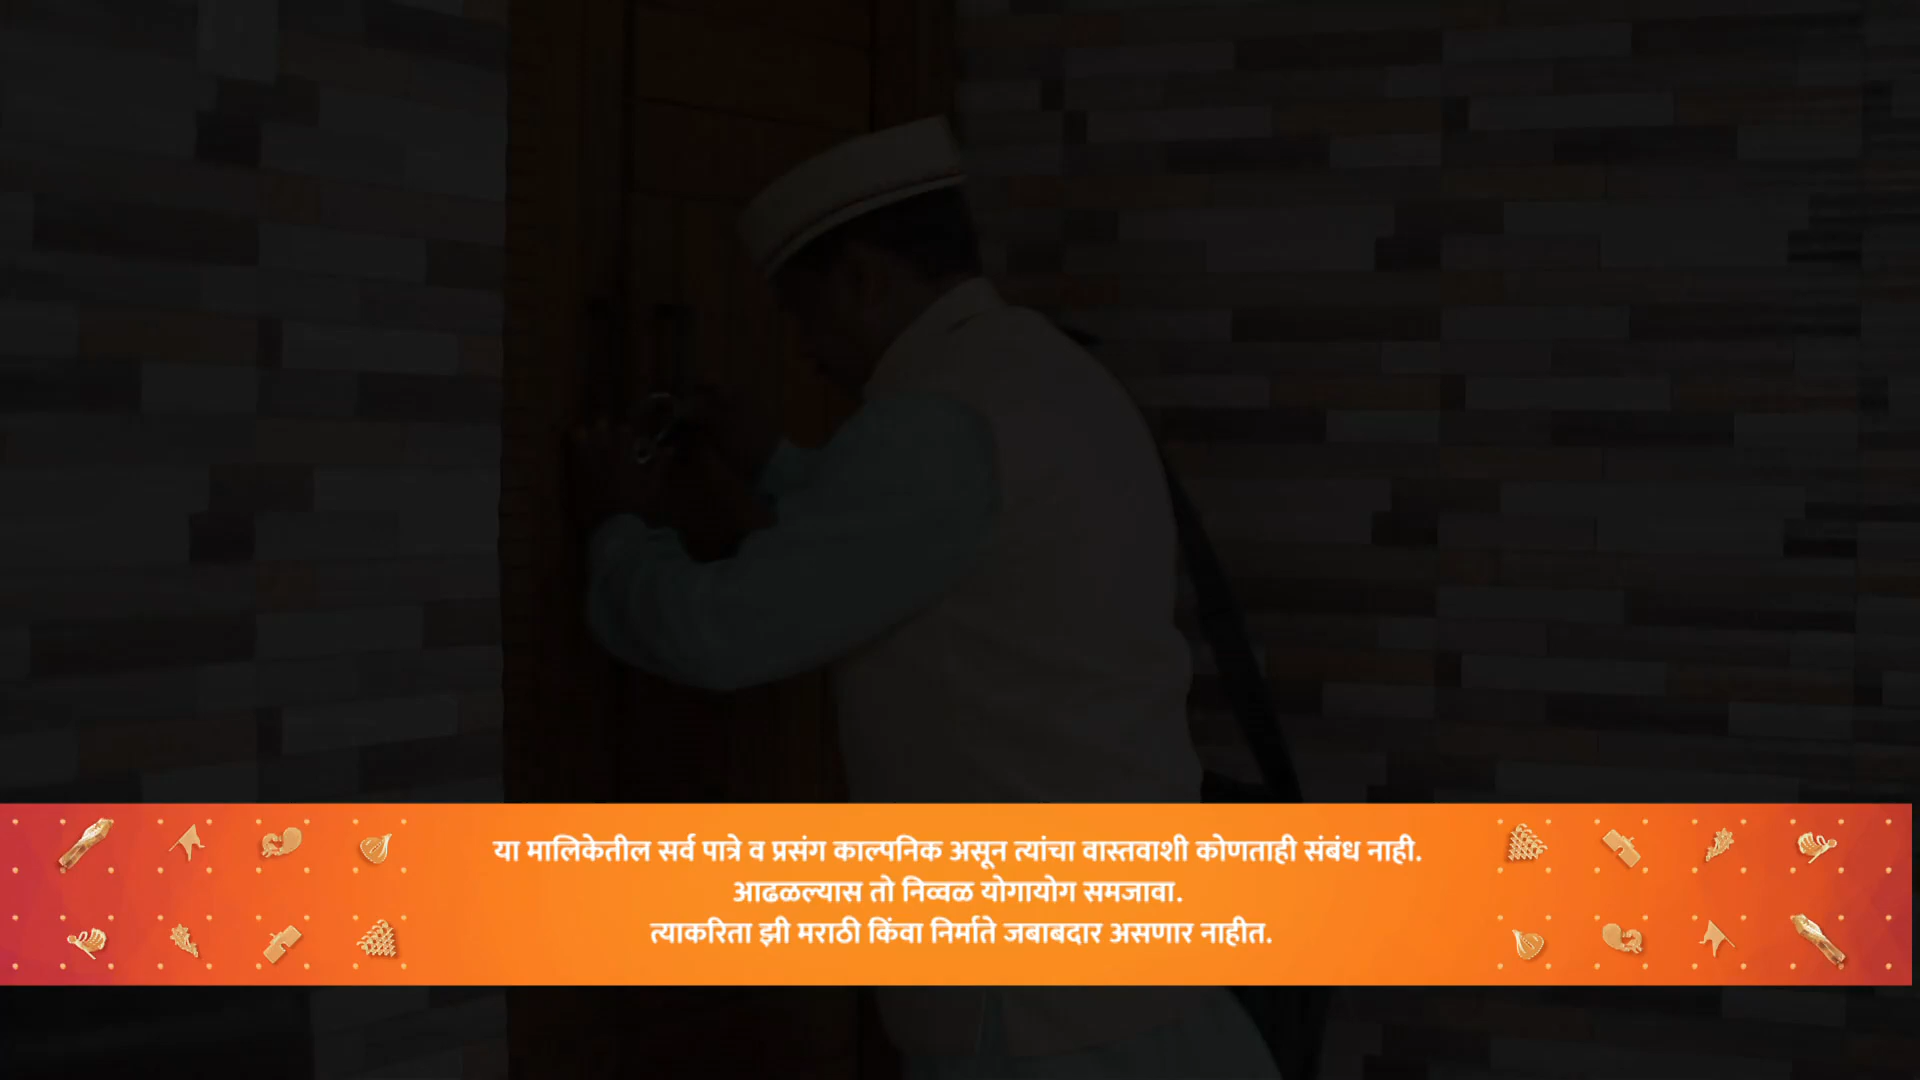 या मालिकेतील सर्व पात्रे व प्रसंग काल्पनिक असून त्यांचा वास्तवाशी कोणताही संबंध नाही.
आढळल्यास तो निव्वळ योगायोग समजावा.
त्याकरिता झी मराठी किंवा निर्माते जबाबदार असणार नाहीत.